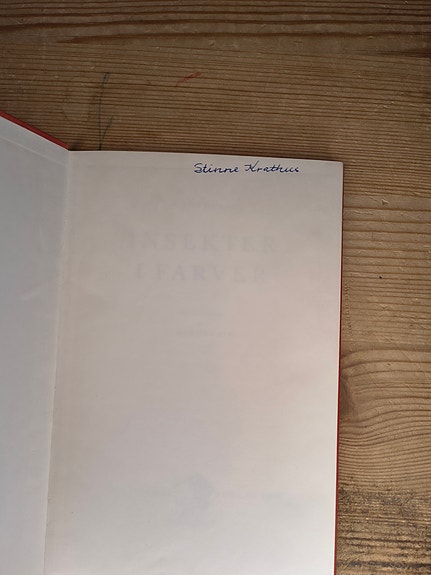 Stinne Krathus
INSEKTER
I FARVER